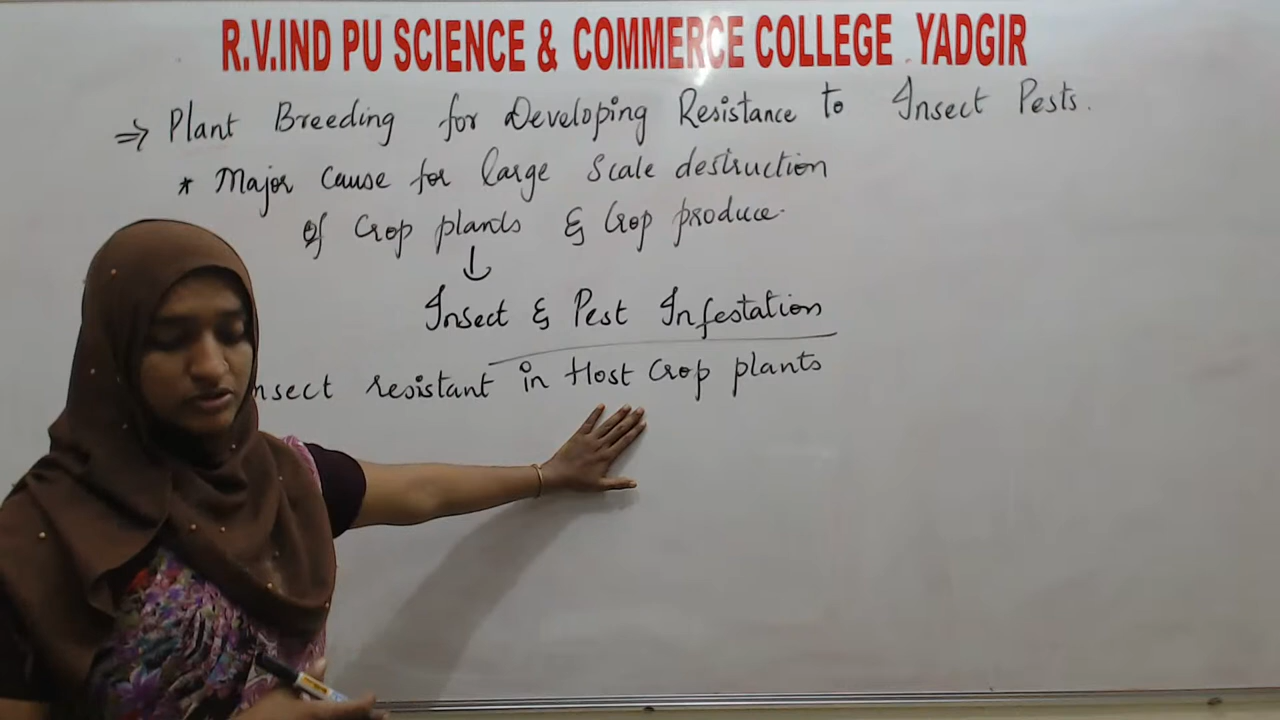 R.V.IND PU SCIENCE & COMMERCE COLLEGE YADGIR
⇒ Plant Breeding for Developing Resistance to Insect Pests.
* Major cause for large scale destruction
of crop plants & Crop produce.
↓
Insect & Pest Infestation
nsect resistant in Host Crop plants